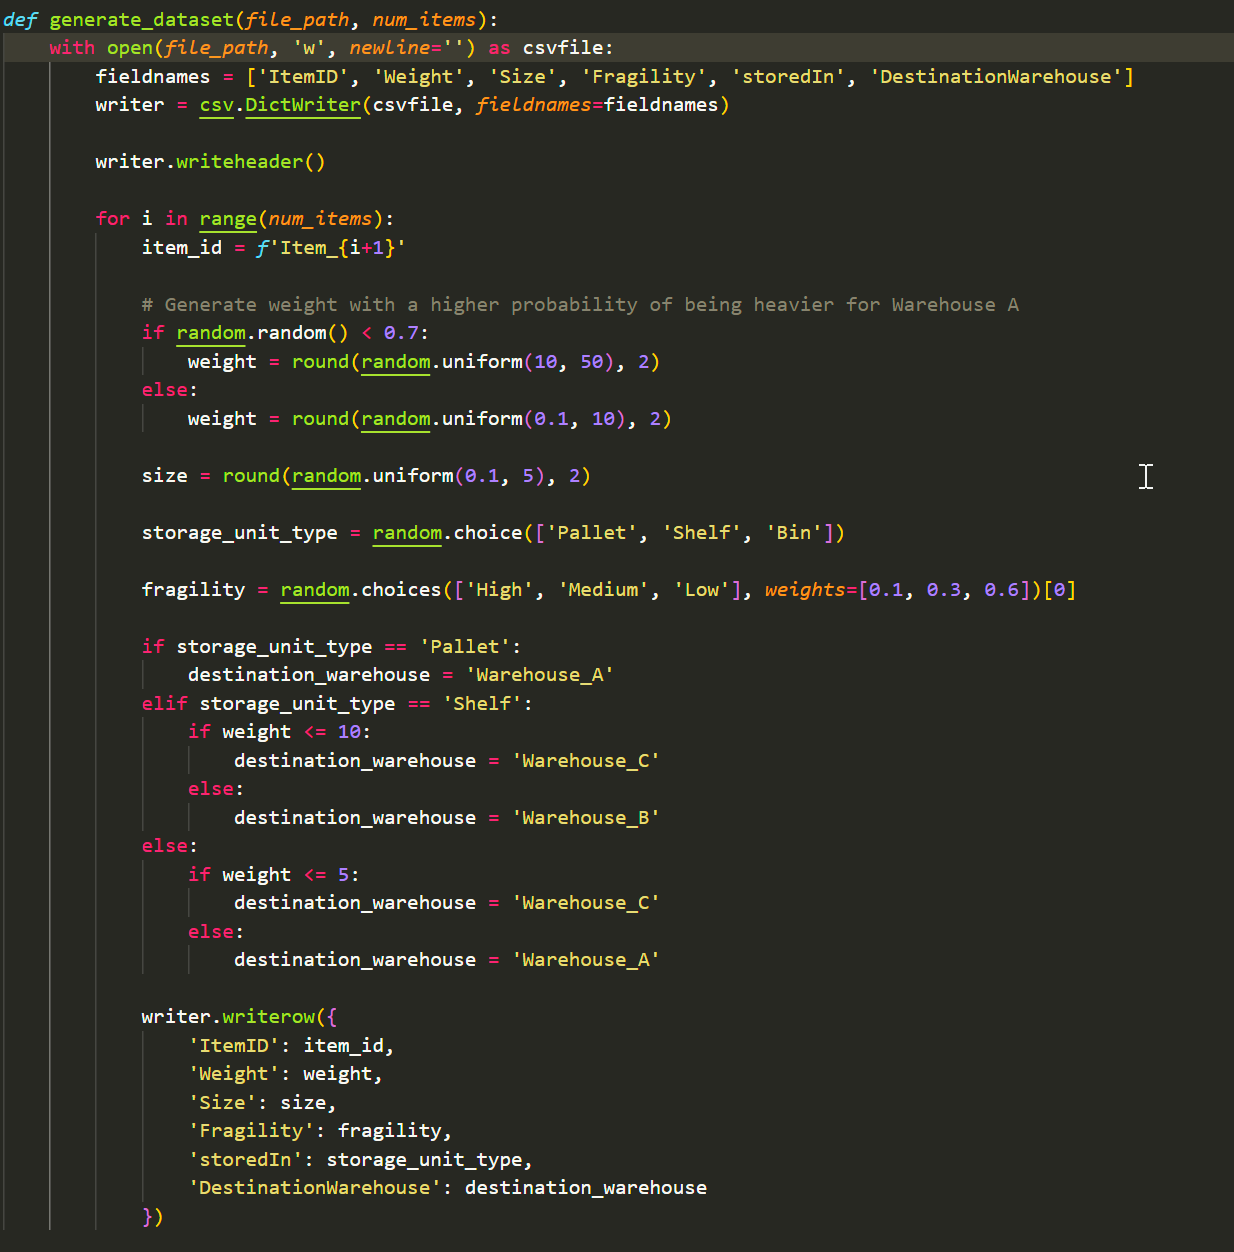 def generate_dataset(file_path, num_items):
    with open(file_path, 'w', newline='') as csvfile:
        fieldnames = ['ItemID', 'Weight', 'Size', 'Fragility', 'storedIn', 'DestinationWarehouse']
        writer = csv.DictWriter(csvfile, fieldnames=fieldnames)

        writer.writeheader()

        for i in range(num_items):
            item_id = f'Item_{i+1}'

            # Generate weight with a higher probability of being heavier for Warehouse A
            if random.random() < 0.7:
                weight = round(random.uniform(10, 50), 2)
            else:
                weight = round(random.uniform(0.1, 10), 2)

            size = round(random.uniform(0.1, 5), 2)

            storage_unit_type = random.choice(['Pallet', 'Shelf', 'Bin'])

            fragility = random.choices(['High', 'Medium', 'Low'], weights=[0.1, 0.3, 0.6])[0]

            if storage_unit_type == 'Pallet':
                destination_warehouse = 'Warehouse_A'
            elif storage_unit_type == 'Shelf':
                if weight <= 10:
                    destination_warehouse = 'Warehouse_C'
                else:
                    destination_warehouse = 'Warehouse_B'
            else:
                if weight <= 5:
                    destination_warehouse = 'Warehouse_C'
                else:
                    destination_warehouse = 'Warehouse_A'

            writer.writerow({
                'ItemID': item_id,
                'Weight': weight,
                'Size': size,
                'Fragility': fragility,
                'storedIn': storage_unit_type,
                'DestinationWarehouse': destination_warehouse
            })